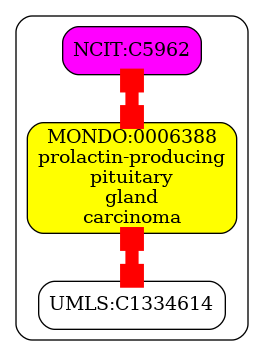 NCIT:C5962
MONDO:0006388
prolactin-producing
pituitary
gland
carcinoma
UMLS:C1334614